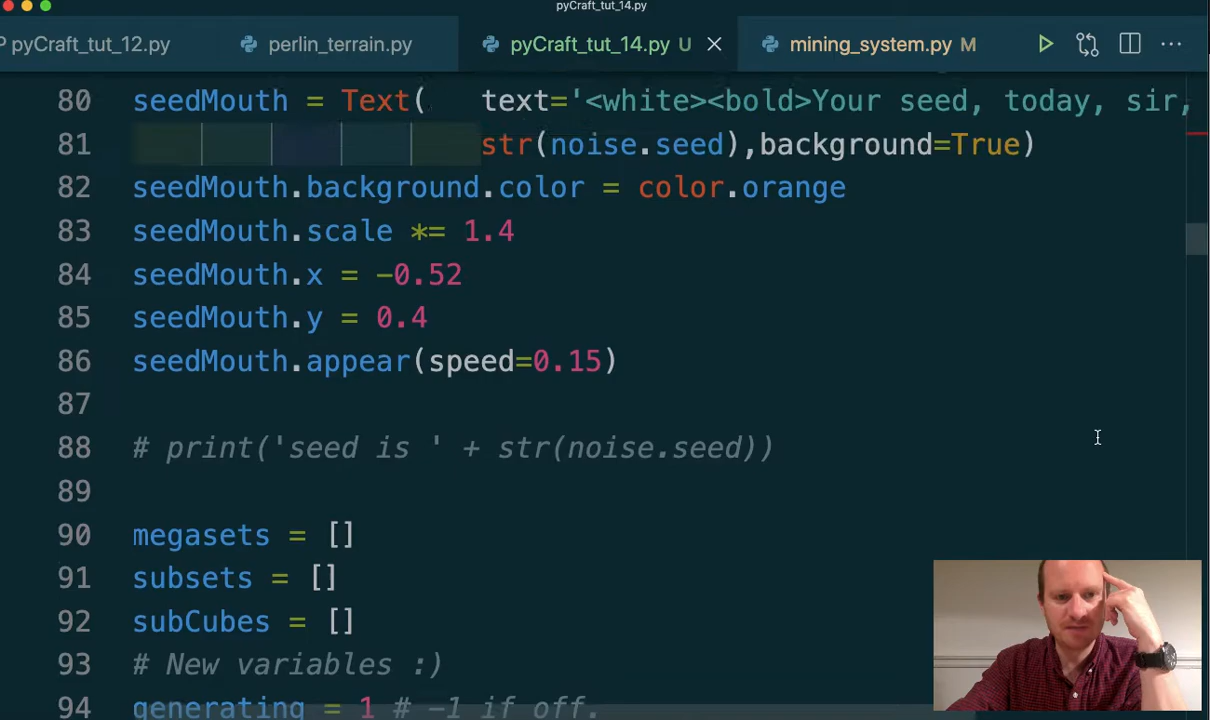 pyCraft_tut_14.py
pyCraft_tut_12.py perlin_terrain.py pyCraft_tut_14.py U mining_system.py M
80 seedMouth = Text( text='<white><bold>Your seed, today, sir,
81 str(noise.seed),background=True)
82 seedMouth.background.color = color.orange
83 seedMouth.scale *= 1.4
84 seedMouth.x = -0.52
85 seedMouth.y = 0.4
86 seedMouth.appear(speed=0.15)
87
88 # print('seed is ' + str(noise.seed))
89
90 megasets = []
91 subsets = []
92 subCubes = []
93 # New variables :)
94 generating = 1 # -1 if off.